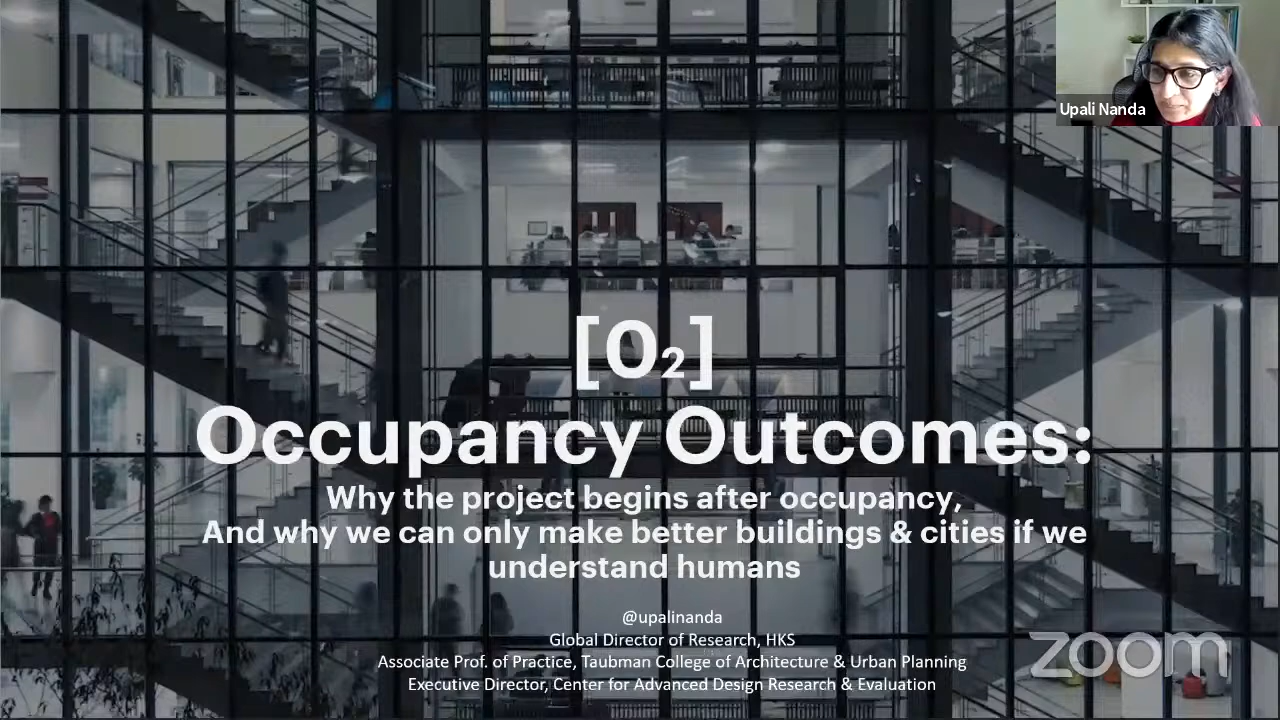 Upali Nanda
[O2]
Occupancy Outcomes:
Why the project begins after occupancy,
And why we can only make better buildings & cities if we
understand humans
@upalinanda
Global Director of Research, HKS
Associate Prof. of Practice, Taubman College of Architecture & Urban Planning
Executive Director, Center for Advanced Design Research & Evaluation
zoom